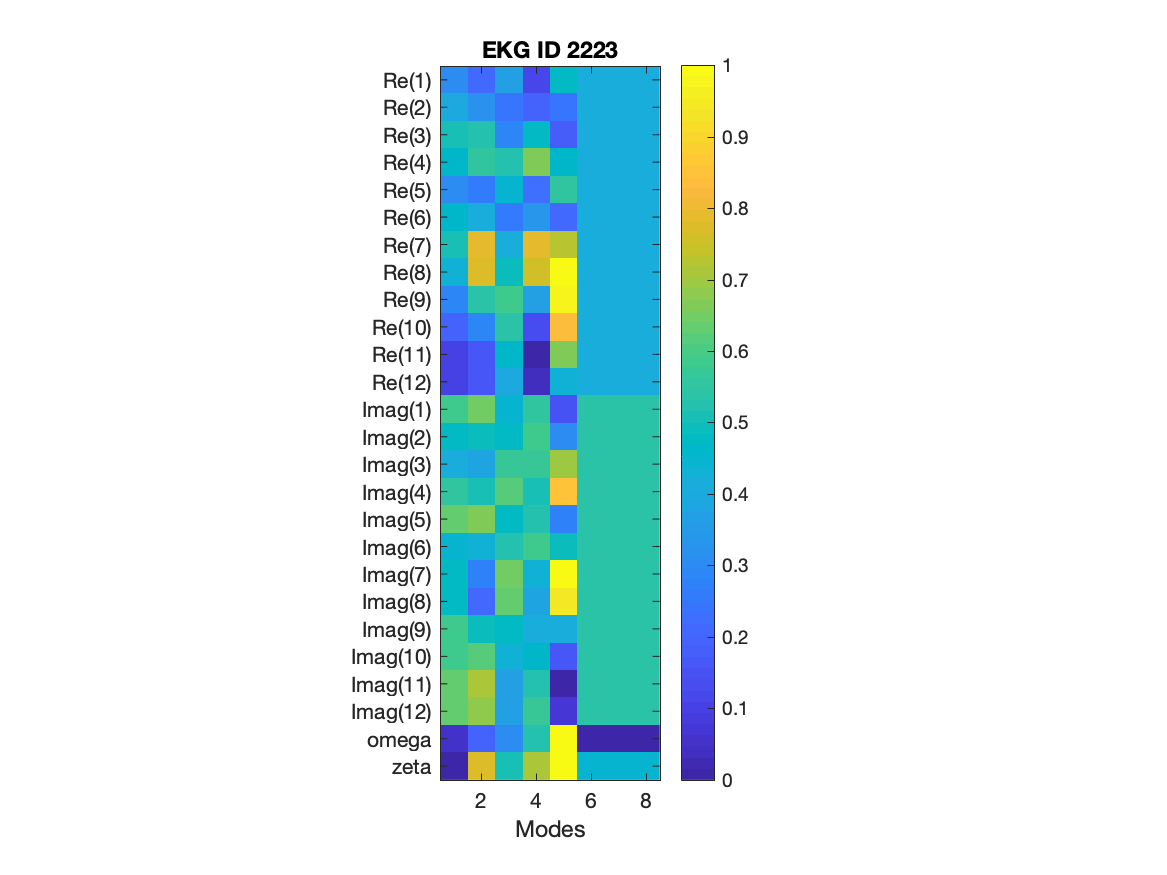 EKG ID 2223
Re(1)
Re(2)
Re(3)
Re(4)
Re(5)
Re(6)
Re(7)
Re(8)
Re(9)
Re(10)
Re(11)
Re(12)
Imag(1)
Imag(2)
Imag(3)
Imag(4)
Imag(5)
Imag(6)
Imag(7)
Imag(8)
Imag(9)
Imag(10)
Imag(11)
Imag(12)
omega
zeta
2 4 6 8
Modes
1
0.9
0.8
0.7
0.6
0.5
0.4
0.3
0.2
0.1
0